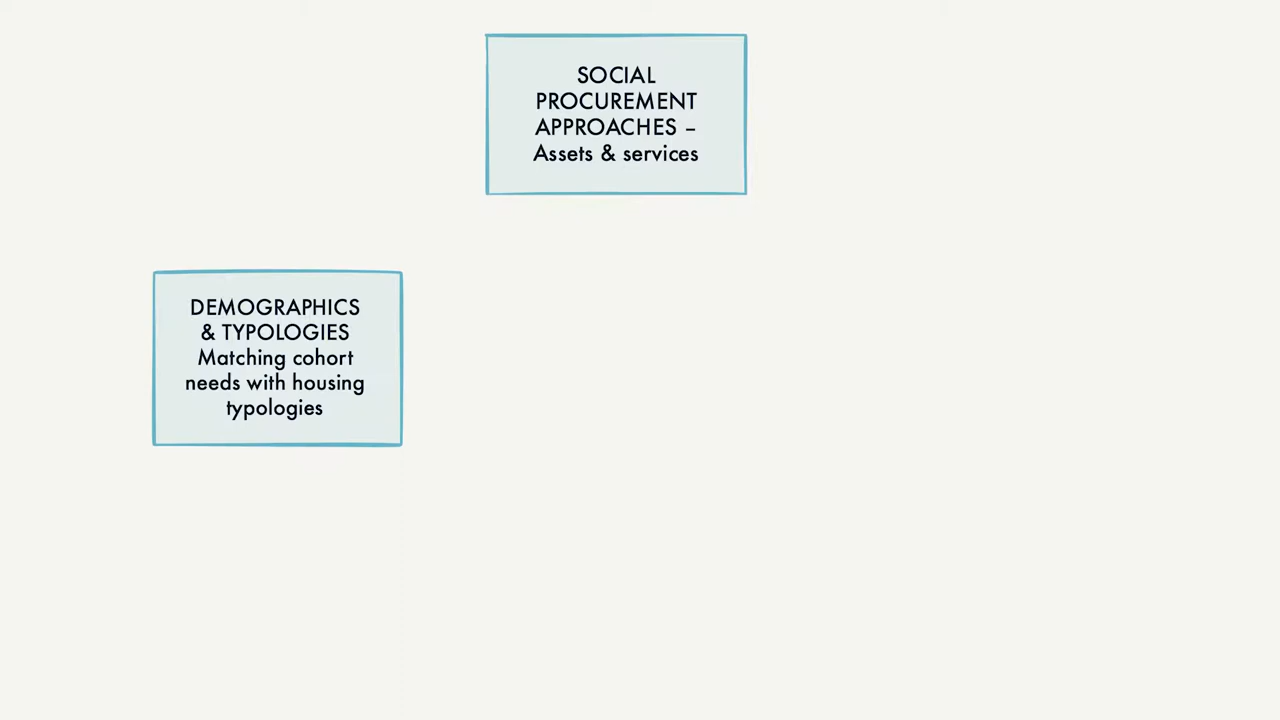 SOCIAL
PROCUREMENT
APPROACHES –
Assets & services
DEMOGRAPHICS
& TYPOLOGIES
Matching cohort
needs with housing
typologies